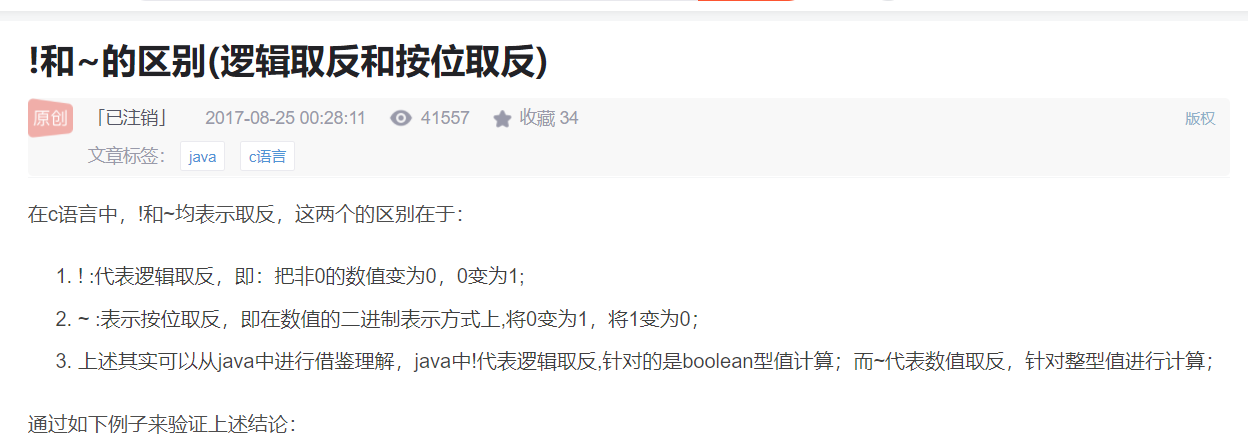 !和~的区别(逻辑取反和按位取反)
原创 「已注销」 2017-08-25 00:28:11 41557 收藏 34 版权
文章标签： java c语言
在c语言中，!和~均表示取反，这两个的区别在于：
1. ! :代表逻辑取反，即：把非0的数值变为0，0变为1;
2. ~ :表示按位取反，即在数值的二进制表示方式上,将0变为1，将1变为0；
3. 上述其实可以从java中进行借鉴理解，java中!代表逻辑取反,针对的是boolean型值计算；而~代表数值取反，针对整型值进行计算；
通过如下例子来验证上述结论：